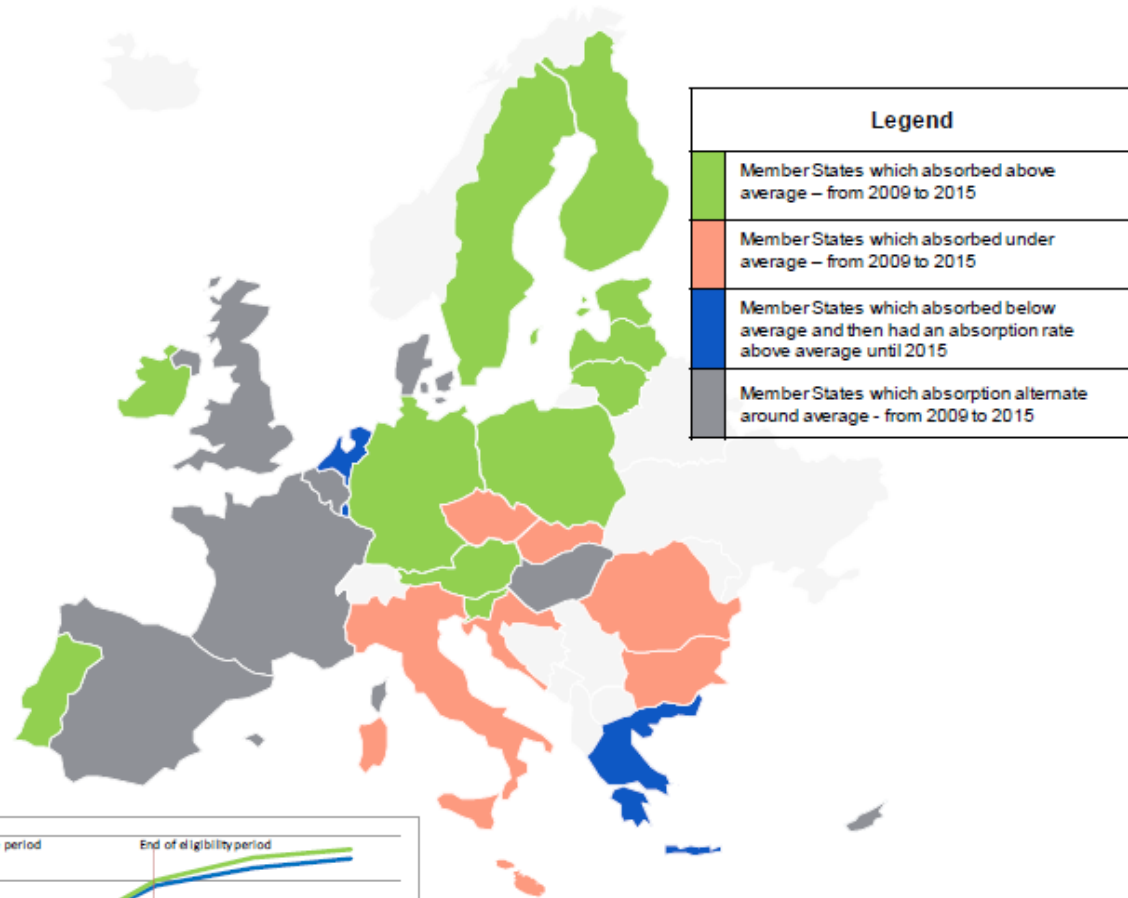 Legend
Member States which absorbed above
average – from 2009 to 2015
Member States which absorbed under
average – from 2009 to 2015
Member States which absorbed below
average and then had an absorption rate
above average until 2015
Member States which absorption alternate
around average - from 2009 to 2015
period
End of eligibility period